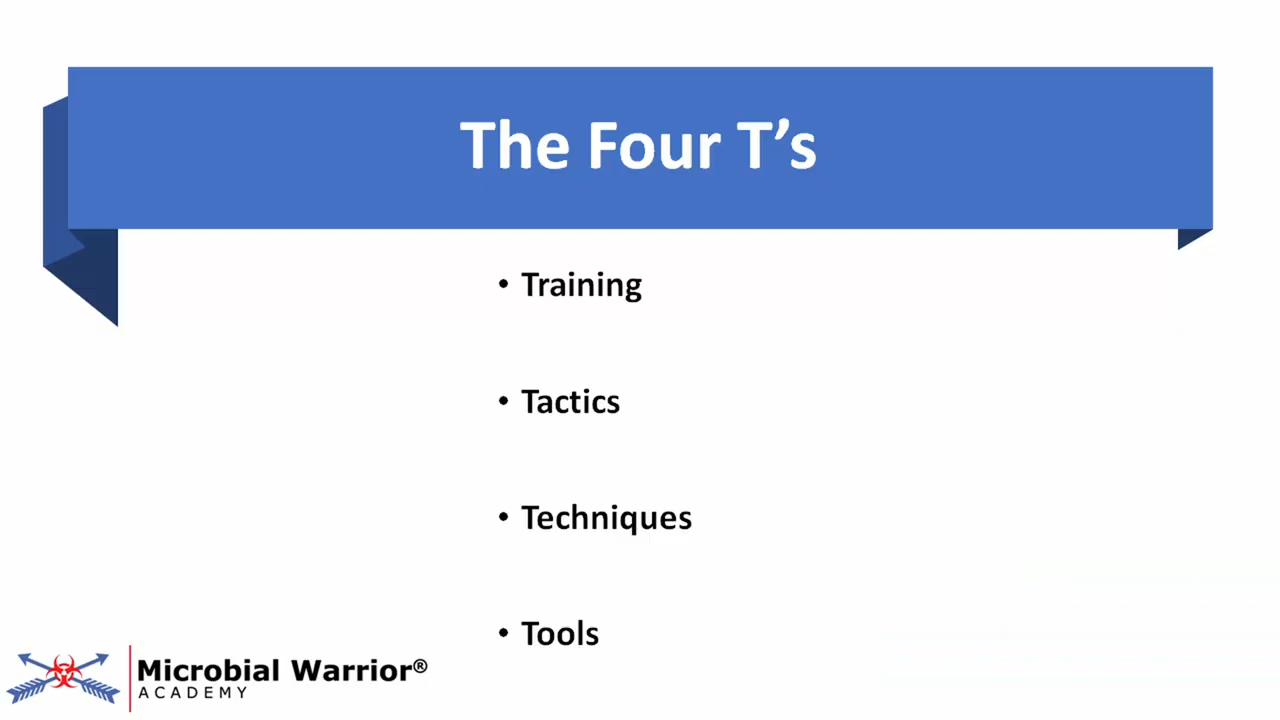 The Four T’s
• Training
• Tactics
• Techniques
• Tools
Microbial Warrior®
ACADEMY